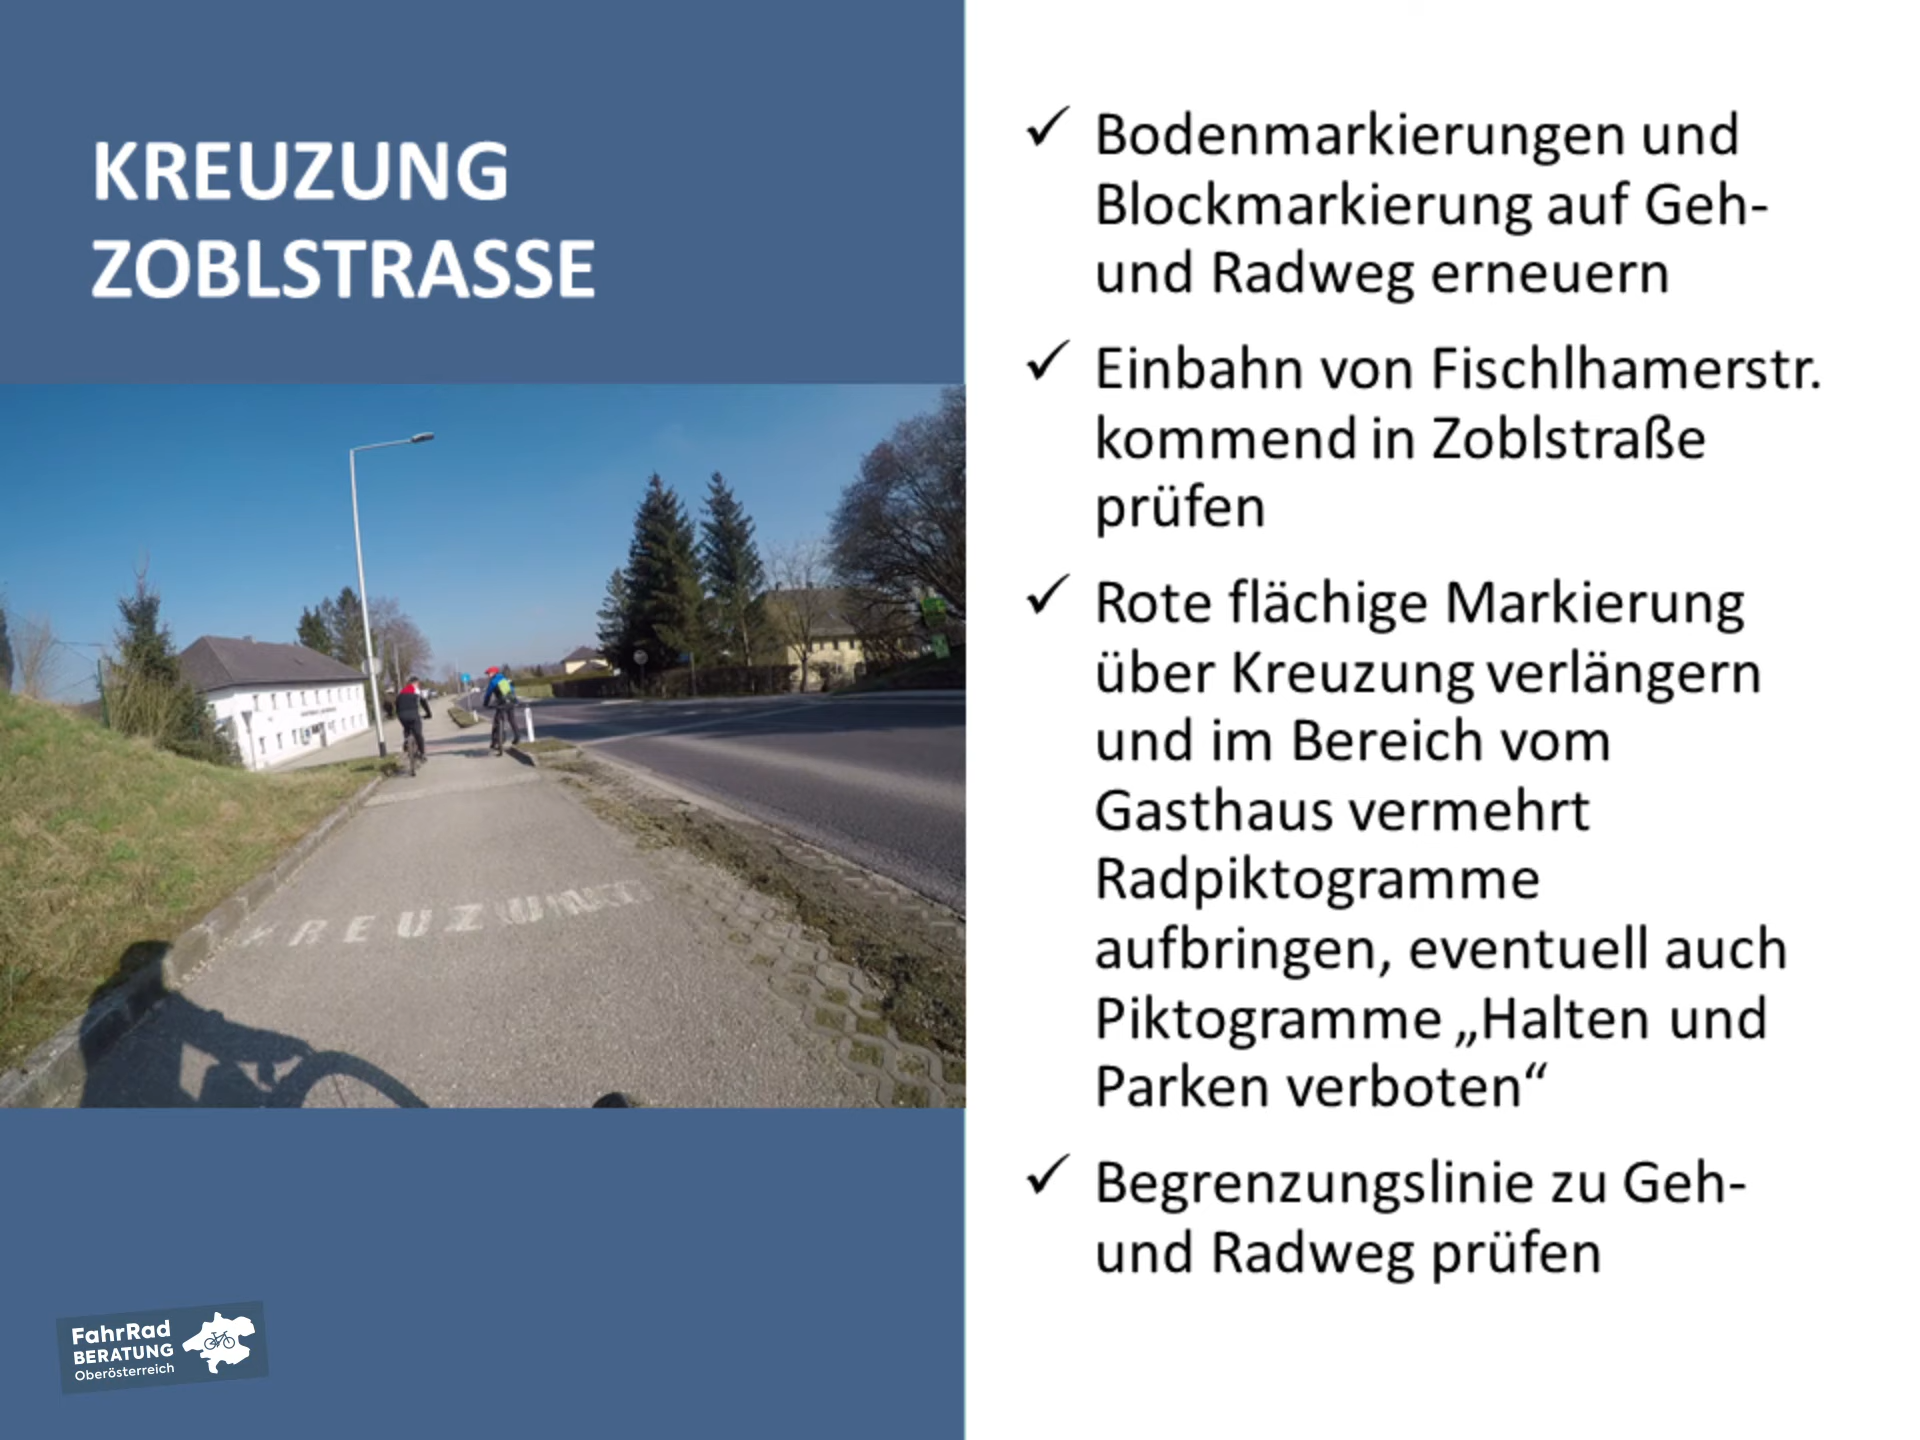 KREUZUNG
ZOBLSTRASSE
KREUZUNG
FahrRad
BERATUNG
Oberösterreich
Bodenmarkierungen und
Blockmarkierung auf Geh-
und Radweg erneuern
Einbahn von Fischlhamerstr.
kommend in Zoblstraße
prüfen
Rote flächige Markierung
über Kreuzung verlängern
und im Bereich vom
Gasthaus vermehrt
Radpiktogramme
aufbringen, eventuell auch
Piktogramme „Halten und
Parken verboten“
Begrenzungslinie zu Geh-
und Radweg prüfen